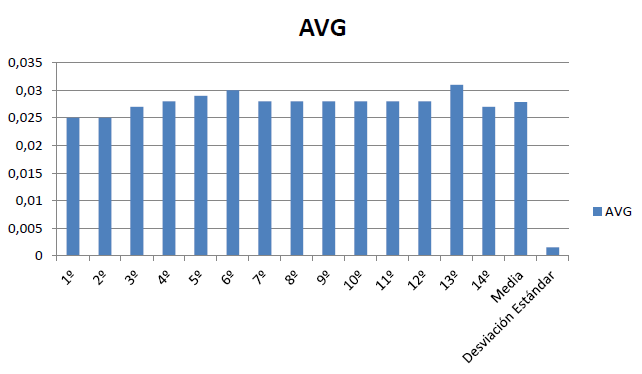 AVG
0,035
0,03
0,025
0,02
0,015
0,01
0,005
0
AVG
1º
2º
3º
4º
5º
6º
7º
8º
9º
10º
11º
12º
13º
14º
Media
Desviación Estándar